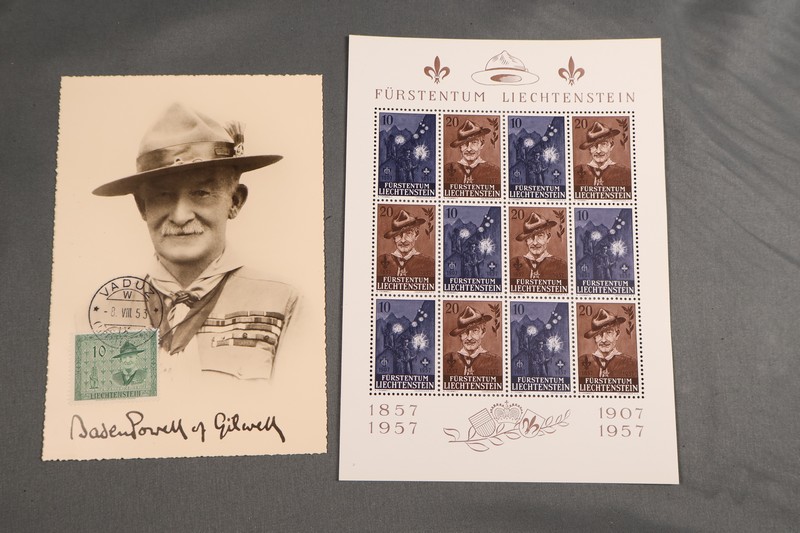 VADUZ
W
- 8. VIII 53
10
LIECHTENSTEIN
Baden Powell of Gilwell
FÜRSTENTUM LIECHTENSTEIN
10 20 10 20
FÜRSTENTUM FÜRSTENTUM FÜRSTENTUM FÜRSTENTUM
LIECHTENSTEIN LIECHTENSTEIN LIECHTENSTEIN LIECHTENSTEIN
20 10 20 10
FÜRSTENTUM FÜRSTENTUM FÜRSTENTUM FÜRSTENTUM
LIECHTENSTEIN LIECHTENSTEIN LIECHTENSTEIN LIECHTENSTEIN
10 20 10 20
FÜRSTENTUM FÜRSTENTUM FÜRSTENTUM FÜRSTENTUM
LIECHTENSTEIN LIECHTENSTEIN LIECHTENSTEIN LIECHTENSTEIN
1857 1907
1957 1957